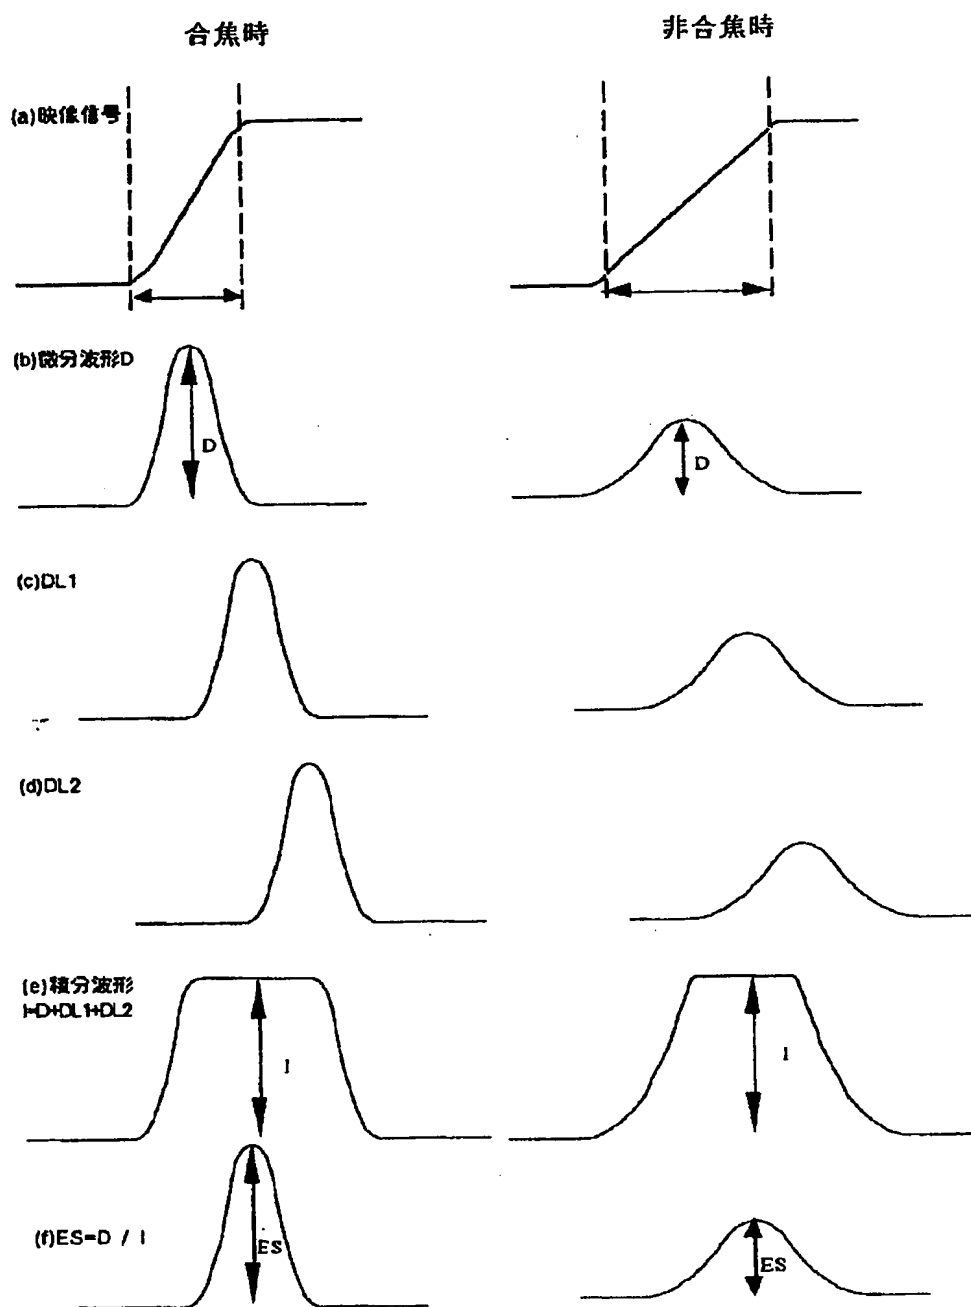 合焦時
非合焦時
(a)映像信号
(b)微分波形D
D
D
(c)DL1
(d)DL2
(e)積分波形
I=D+DL1+DL2
I
I
(f)ES=D / I
ES
ES